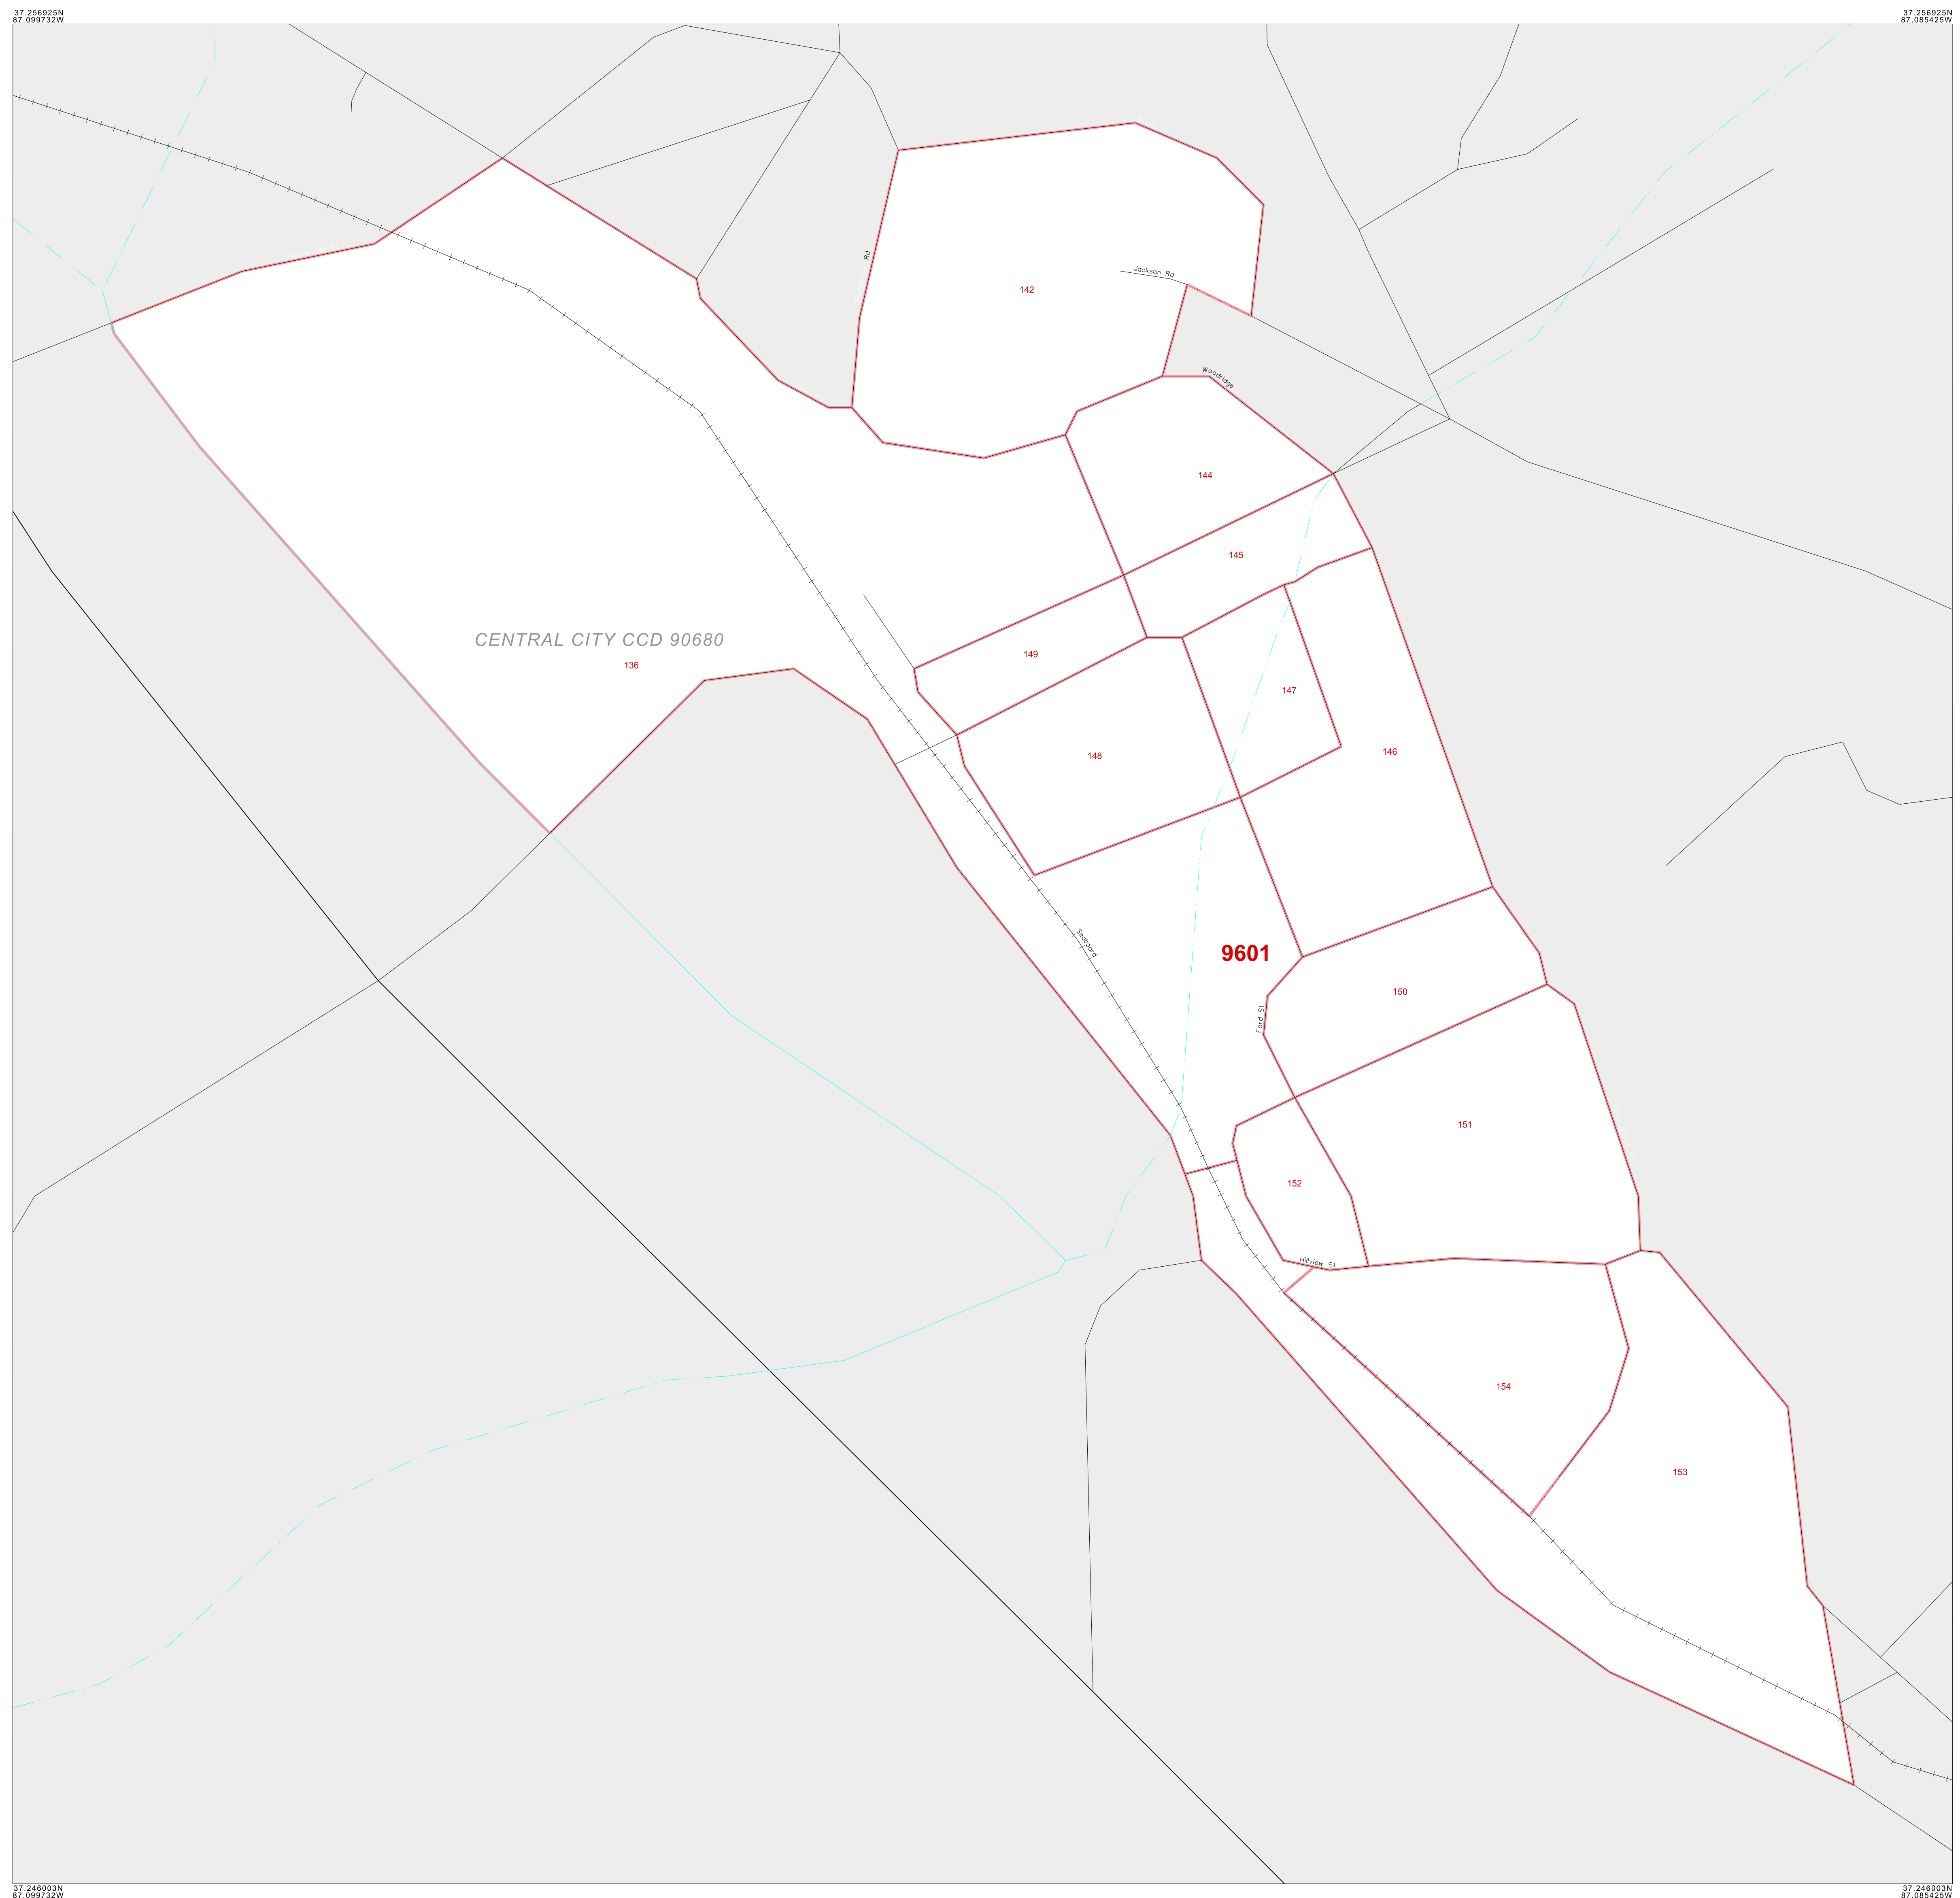 37.256925N
87.099732W
37.256925N
87.085425W
Rd
Jackson Rd
142
Woodridge
144
145
CENTRAL CITY CCD 90680
149
136
147
146
148
Seaboard
9601
150
Ford St
151
152
Hillview St
154
153
37.246003N
87.099732W
37.246003N
87.085425W